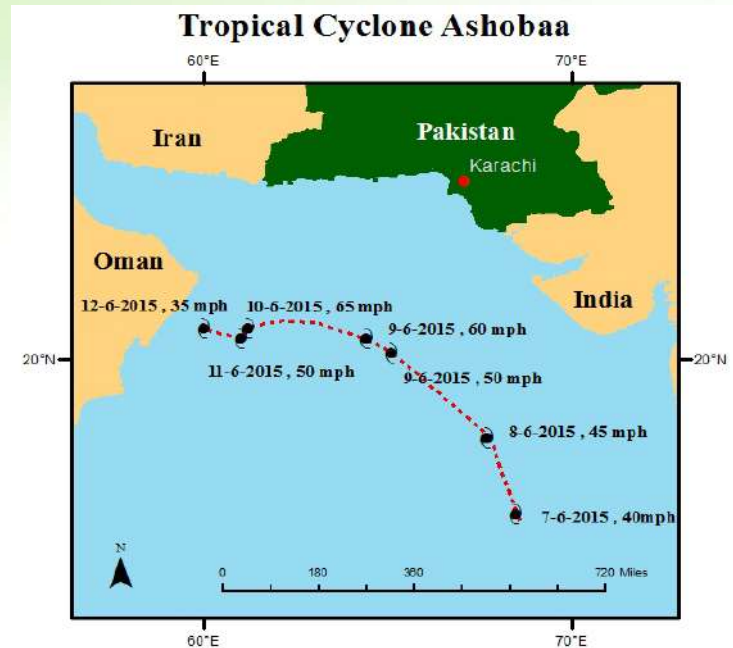 Tropical Cyclone Ashobaa
60°E 70°E
Iran
Pakistan
Karachi
Oman
India
12-6-2015 , 35 mph
10-6-2015 , 65 mph
9-6-2015 , 60 mph
20°N 20°N
11-6-2015 , 50 mph
9-6-2015 , 50 mph
8-6-2015 , 45 mph
7-6-2015 , 40mph
N
0 180 360 720 Miles
60°E 70°E